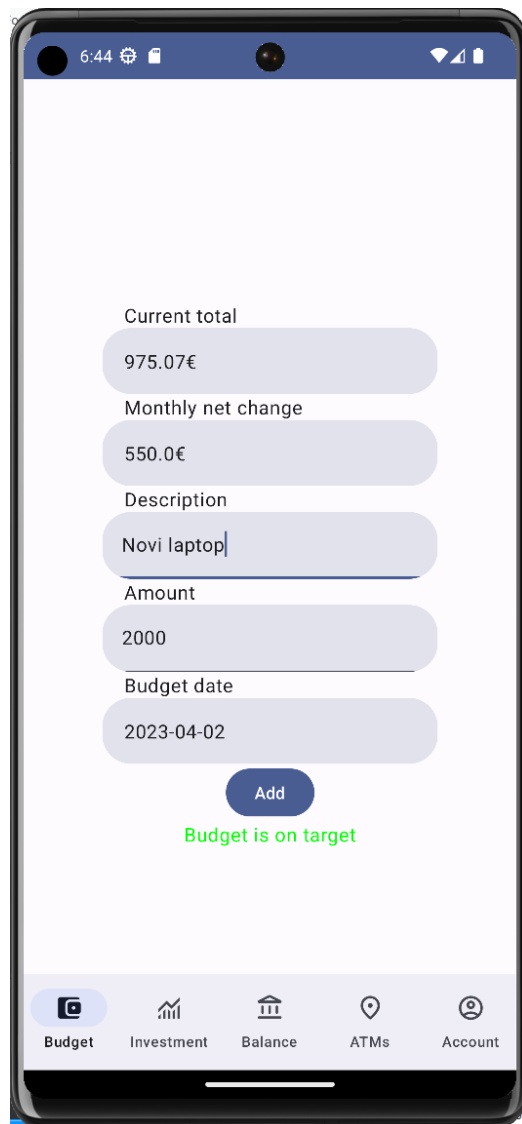 6:44
Current total
975.07€
Monthly net change
550.0€
Description
Novi laptop
Amount
2000
Budget date
2023-04-02
Add
Budget is on target
Budget Investment Balance ATMs Account